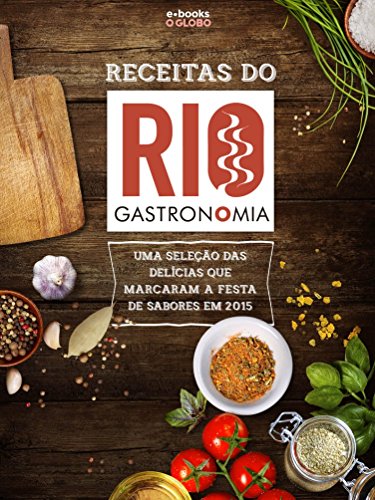 e•books
O GLOBO
RECEITAS DO
RIO
GASTRONOMIA
UMA SELEÇÃO DAS
DELÍCIAS QUE
MARCARAM A FESTA
DE SABORES EM 2015